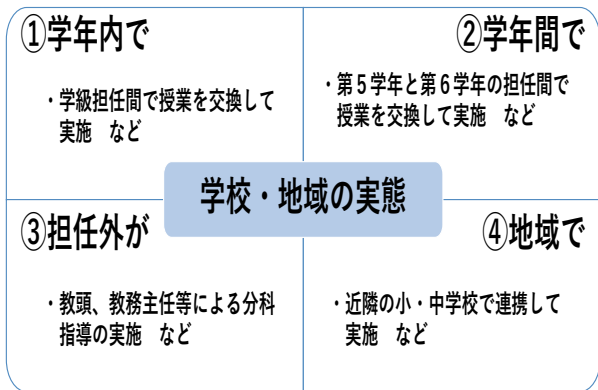 ①学年内で
・学級担任間で授業を交換して
実施　など
②学年間で
・第５学年と第６学年の担任間で
授業を交換して実施　など
学校・地域の実態
③担任外が
・教頭、教務主任等による分科
指導の実施　など
④地域で
・近隣の小・中学校で連携して
実施　など